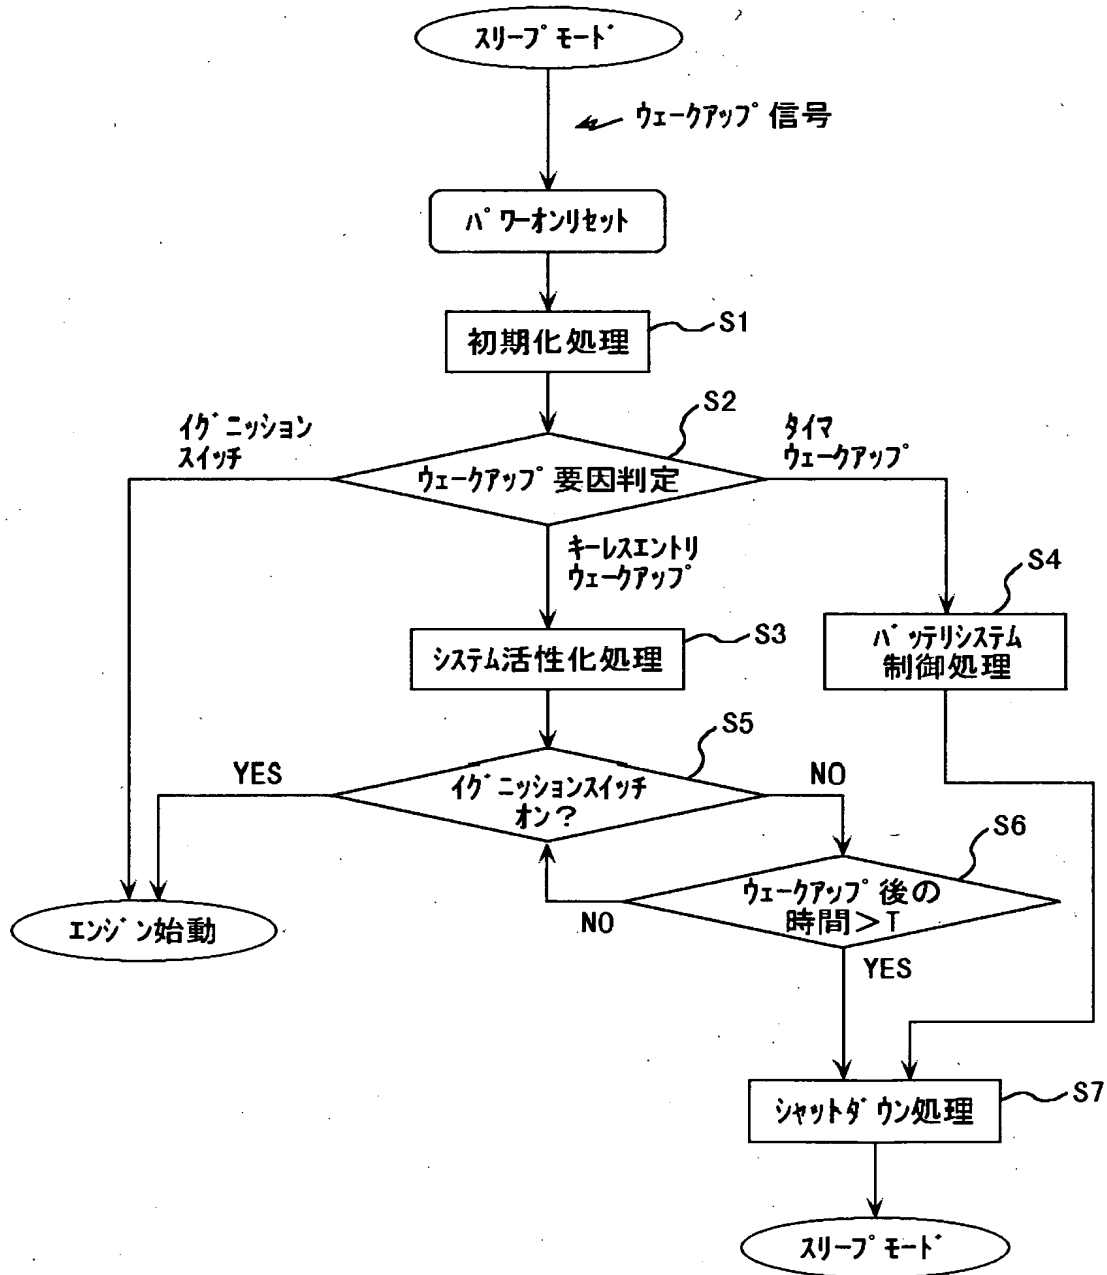 スリープモード
ウェークアップ信号
パワーオンリセット
初期化処理
S1
S2
イグニッション
スイッチ
タイマ
ウェークアップ
ウェークアップ要因判定
キーレスエントリ
ウェークアップ
S4
S3
システム活性化処理
バッテリシステム
制御処理
S5
YES
イグニッションスイッチ
オン?
NO
S6
ウェークアップ後の
時間>T
NO
エンジン始動
YES
シャットダウン処理
S7
スリープモード